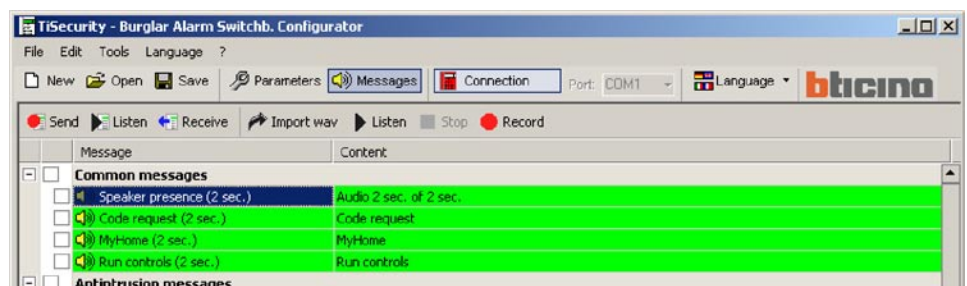 TiSecurity - Burglar Alarm Switchb. Configurator
File Edit Tools Language ?
New Open Save Parameters Messages Connection Port: COM1 Language bticino
Send Listen Receive Import wav Listen Stop Record
Message Content
Common messages
Speaker presence (2 sec.) Audio 2 sec. of 2 sec.
Code request (2 sec.) Code request
MyHome (2 sec.) MyHome
Run controls (2 sec.) Run controls
Antintrusion messages